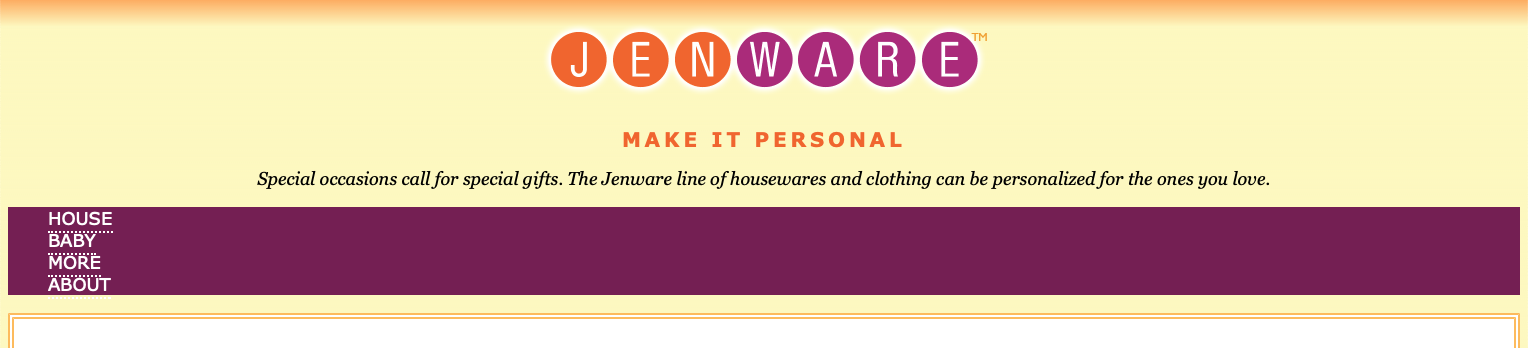 JENWARE™
MAKE IT PERSONAL
Special occasions call for special gifts. The Jenware line of housewares and clothing can be personalized for the ones you love.
HOUSE
BABY
MORE
ABOUT